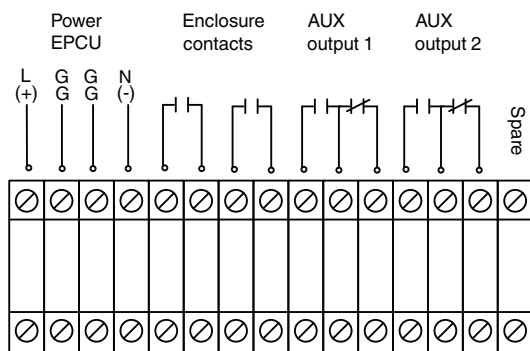 Power
EPCU
Enclosure
contacts
AUX
output 1
AUX
output 2
L
(+)
G
G
G
G
N
(-)
Spare